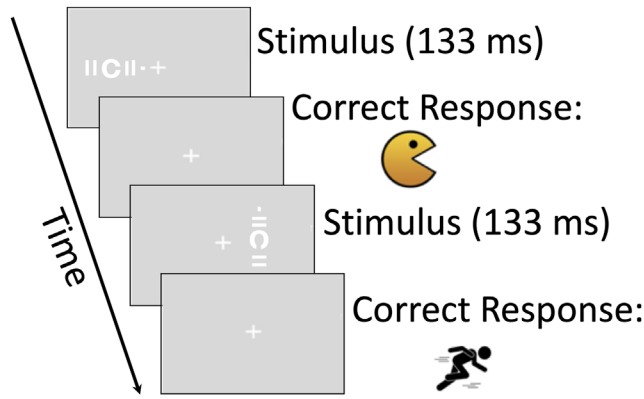 Stimulus (133 ms)
C
Correct Response:
Stimulus (133 ms)
C
Time
Correct Response: